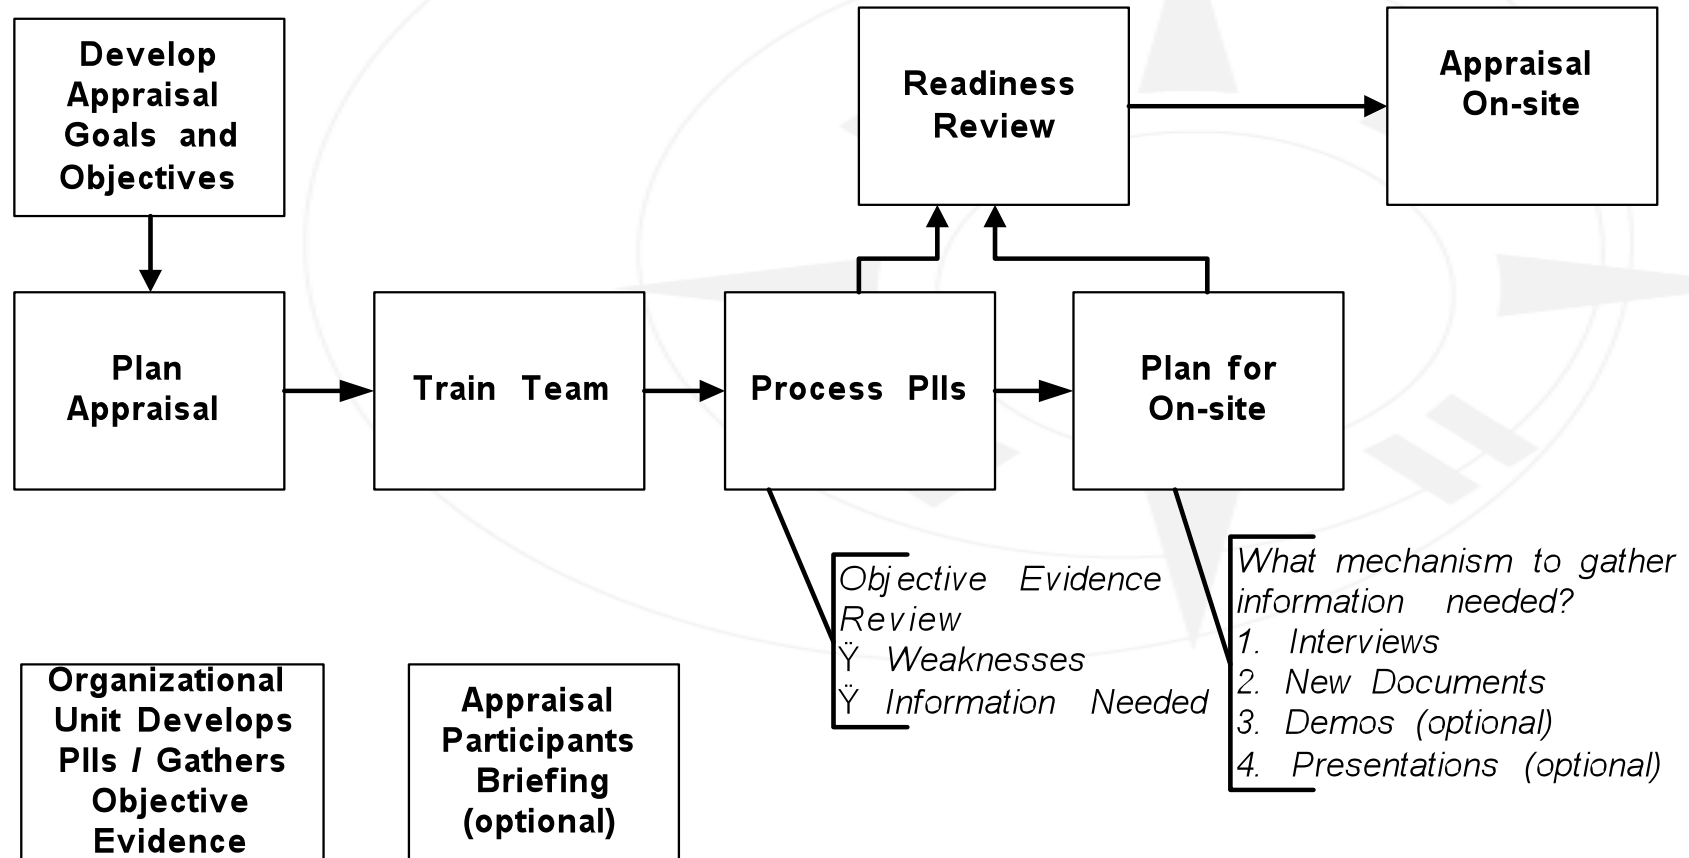 Develop
Appraisal
Goals and
Objectives
Readiness
Review
Appraisal
On-site
Plan
Appraisal
Train Team
Process PIIs
Plan for
On-site
Objective Evidence
Review
Ÿ Weaknesses
Ÿ Information Needed
What mechanism to gather
information needed?
1. Interviews
2. New Documents
3. Demos (optional)
4. Presentations (optional)
Organizational
Unit Develops
PIIs / Gathers
Objective
Evidence
Appraisal
Participants
Briefing
(optional)